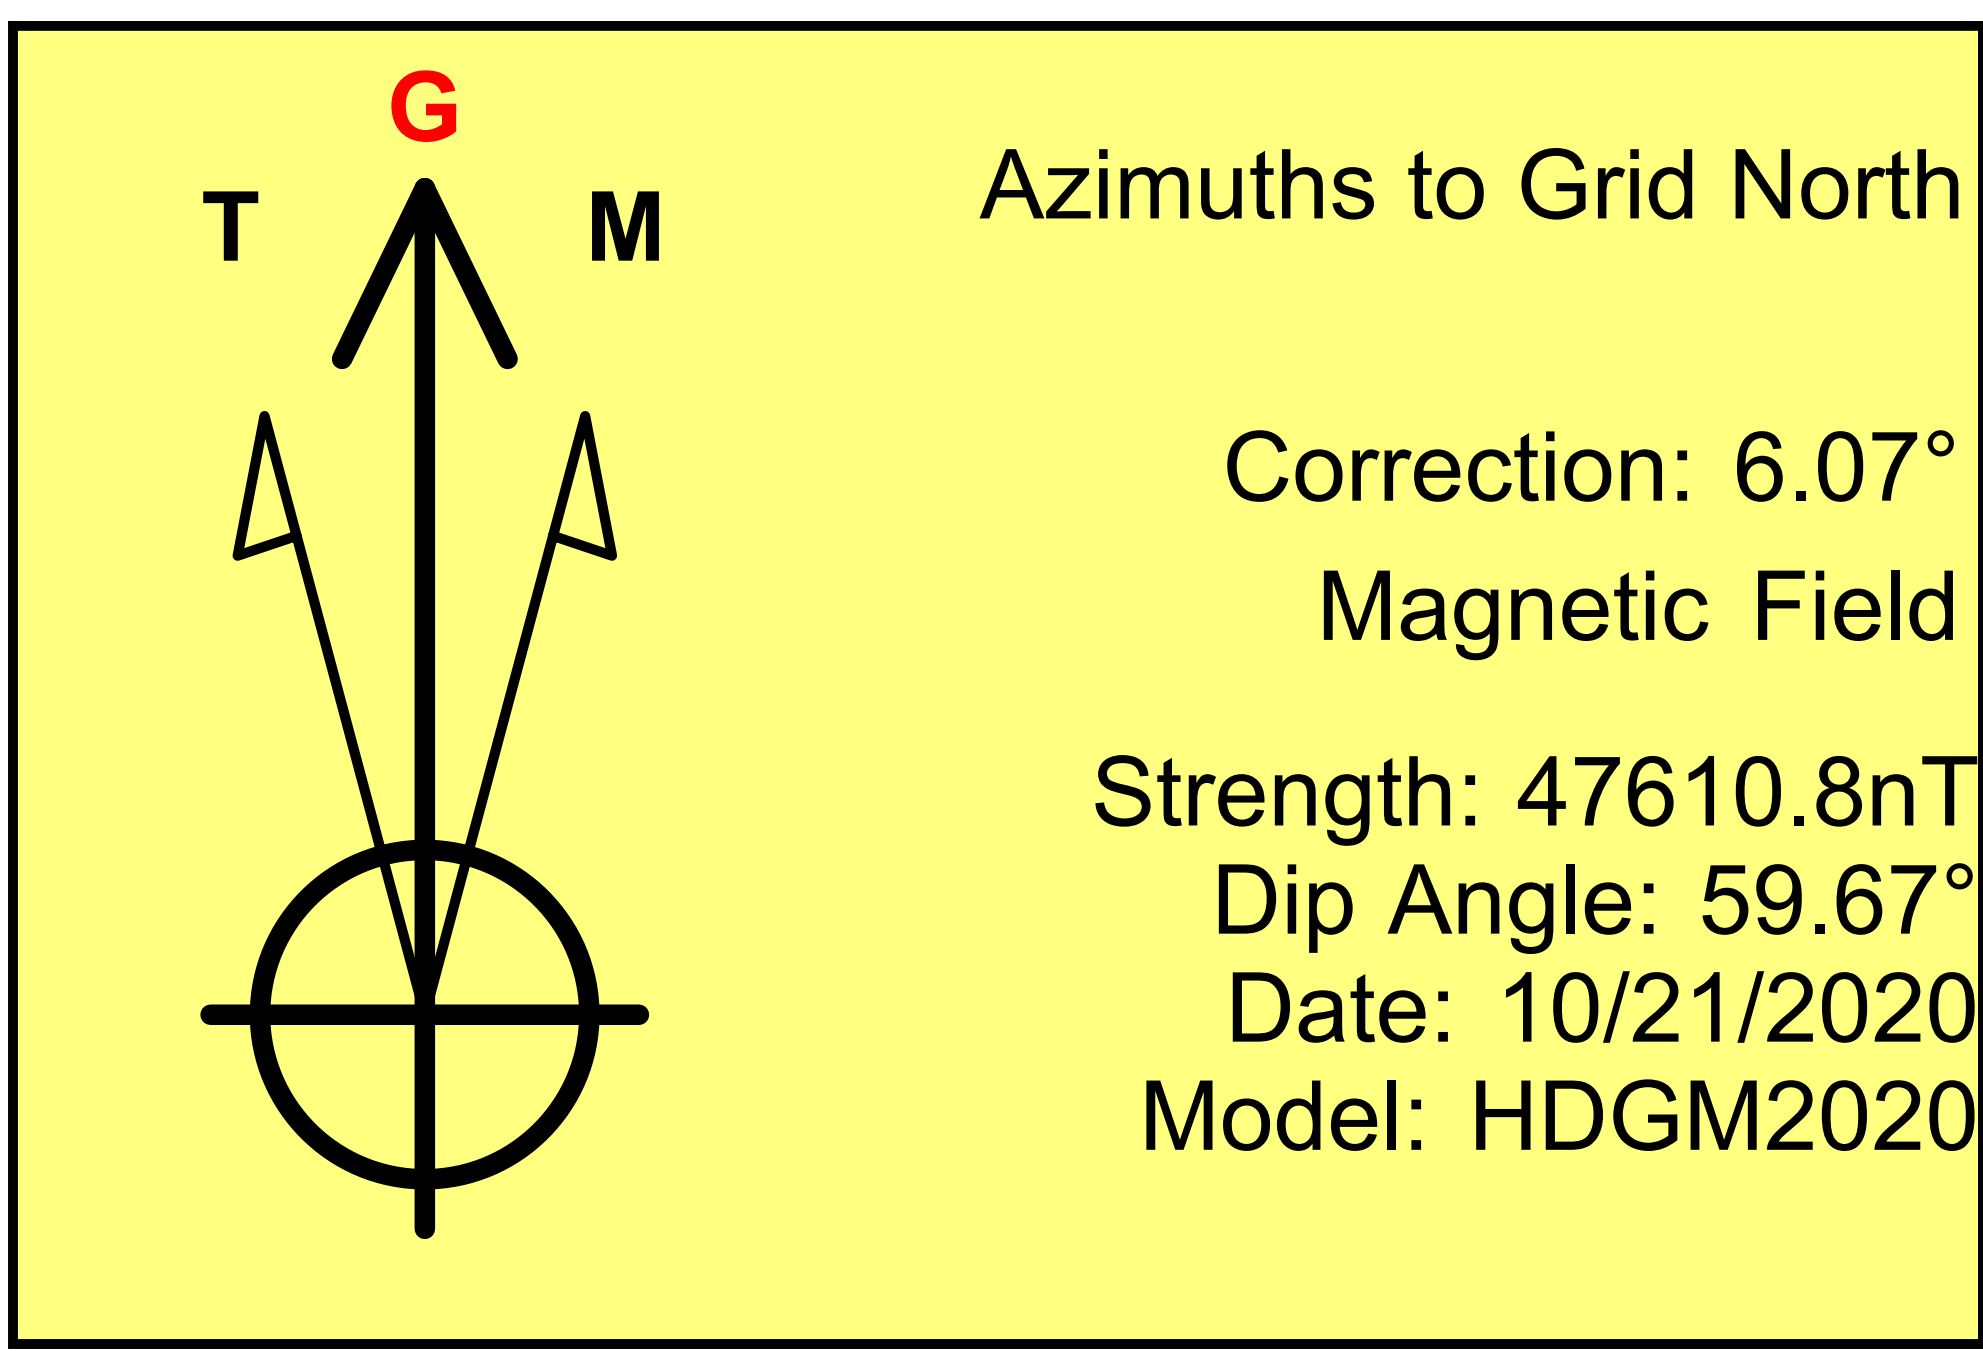 G
T M
Azimuths to Grid North
Correction: 6.07°
Magnetic Field
Strength: 47610.8nT
Dip Angle: 59.67°
Date: 10/21/2020
Model: HDGM2020